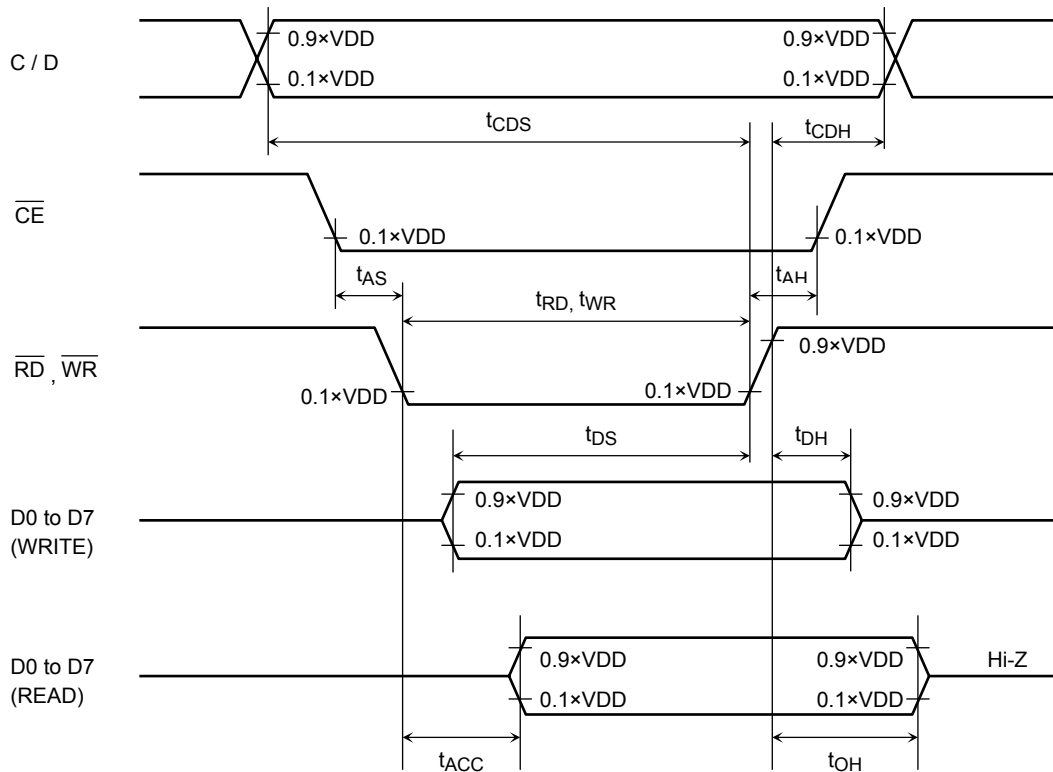 C / D
0.9×VDD
0.1×VDD
0.9×VDD
0.1×VDD
tCDS
tCDH
CE
0.1×VDD
0.1×VDD
tAS
tRD, tWR
tAH
RD , WR
0.1×VDD
0.1×VDD
0.9×VDD
tDS
tDH
D0 to D7
(WRITE)
0.9×VDD
0.1×VDD
0.9×VDD
0.1×VDD
D0 to D7
(READ)
0.9×VDD
0.1×VDD
0.9×VDD
0.1×VDD
Hi-Z
tACC
tOH